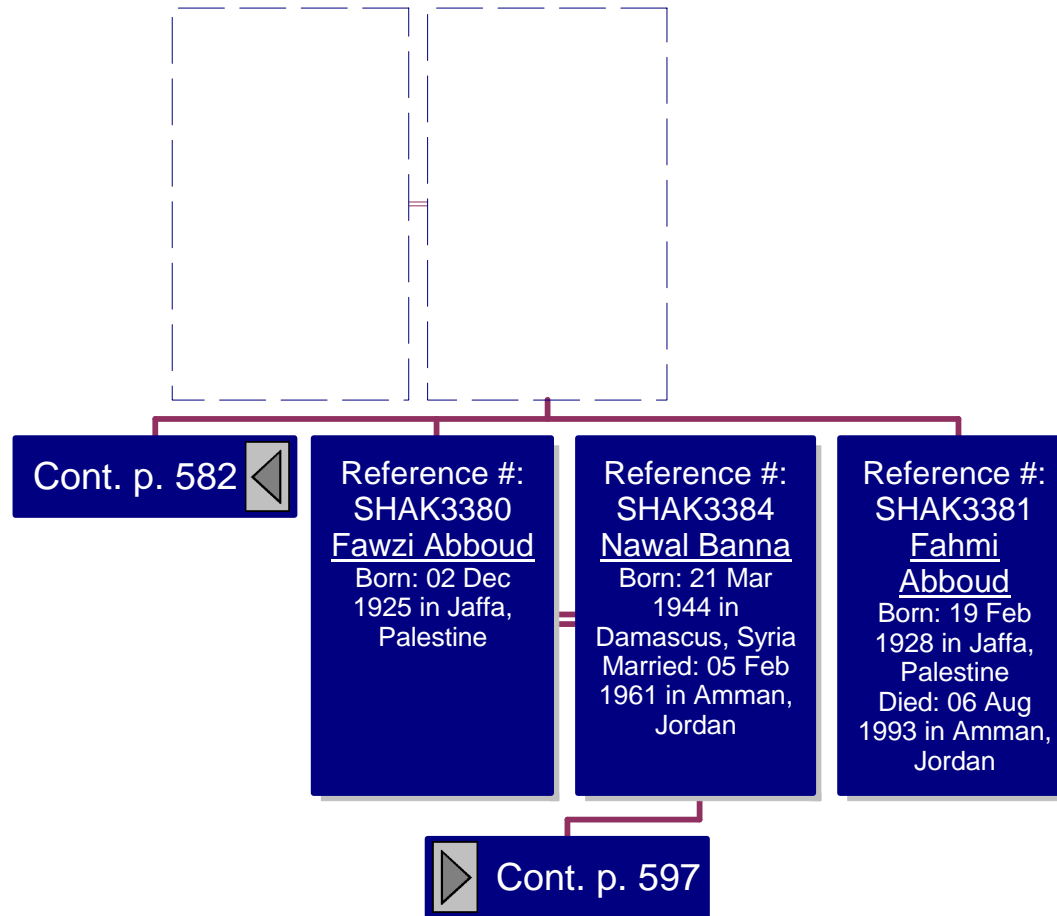 Cont. p. 582
Reference #:
SHAK3380
Fawzi Abboud
Born: 02 Dec
1925 in Jaffa,
Palestine
Reference #:
SHAK3384
Nawal Banna
Born: 21 Mar
1944 in
Damascus, Syria
Married: 05 Feb
1961 in Amman,
Jordan
Reference #:
SHAK3381
Fahmi
Abboud
Born: 19 Feb
1928 in Jaffa,
Palestine
Died: 06 Aug
1993 in Amman,
Jordan
Cont. p. 597